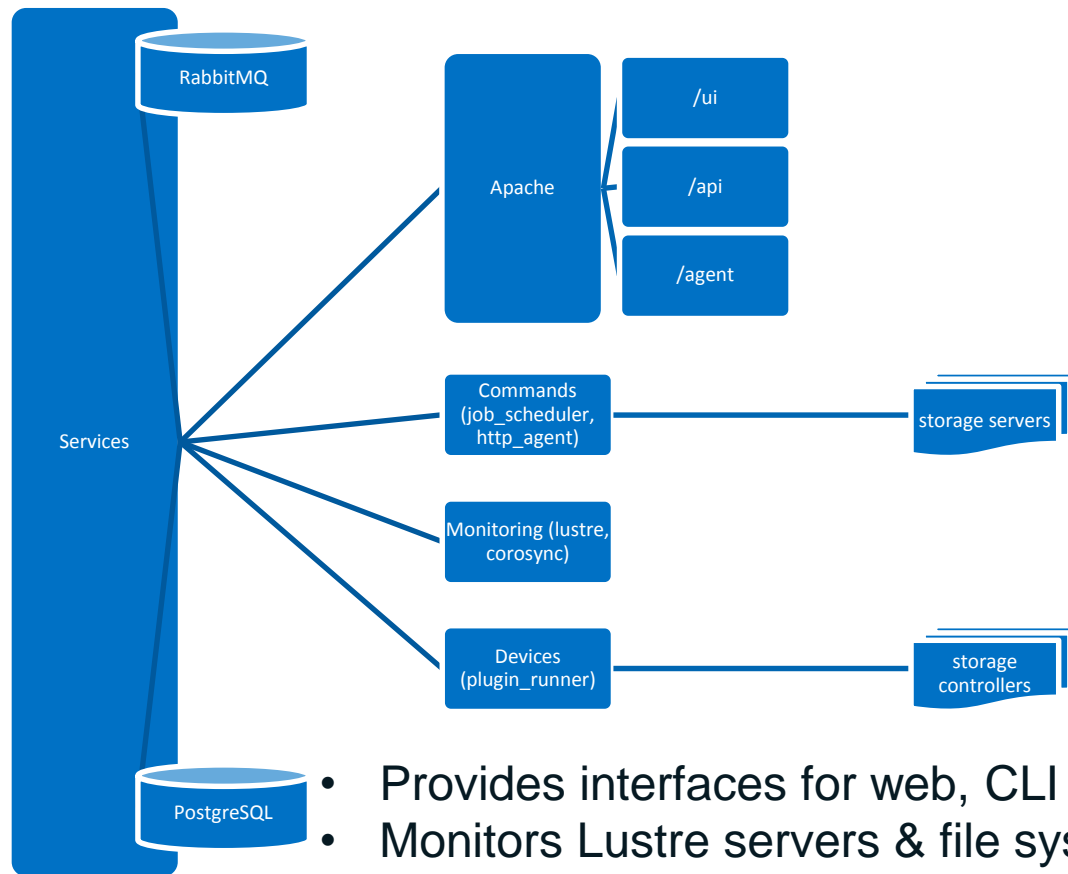 RabbitMQ
/ui
Apache
/api
/agent
Services
Commands
(job_scheduler,
http_agent)
storage servers
Monitoring (lustre,
corosync)
Devices
(plugin_runner)
storage
controllers
PostgreSQL
• Provides interfaces for web, CLI
• Monitors Lustre servers & file